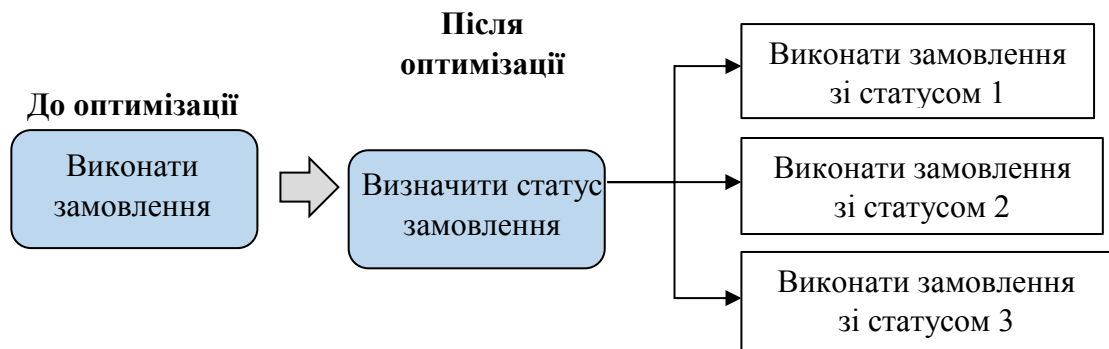 До оптимізації
Виконати
замовлення
Після
оптимізації
Визначити статус
замовлення
Виконати замовлення
зі статусом 1
Виконати замовлення
зі статусом 2
Виконати замовлення
зі статусом 3